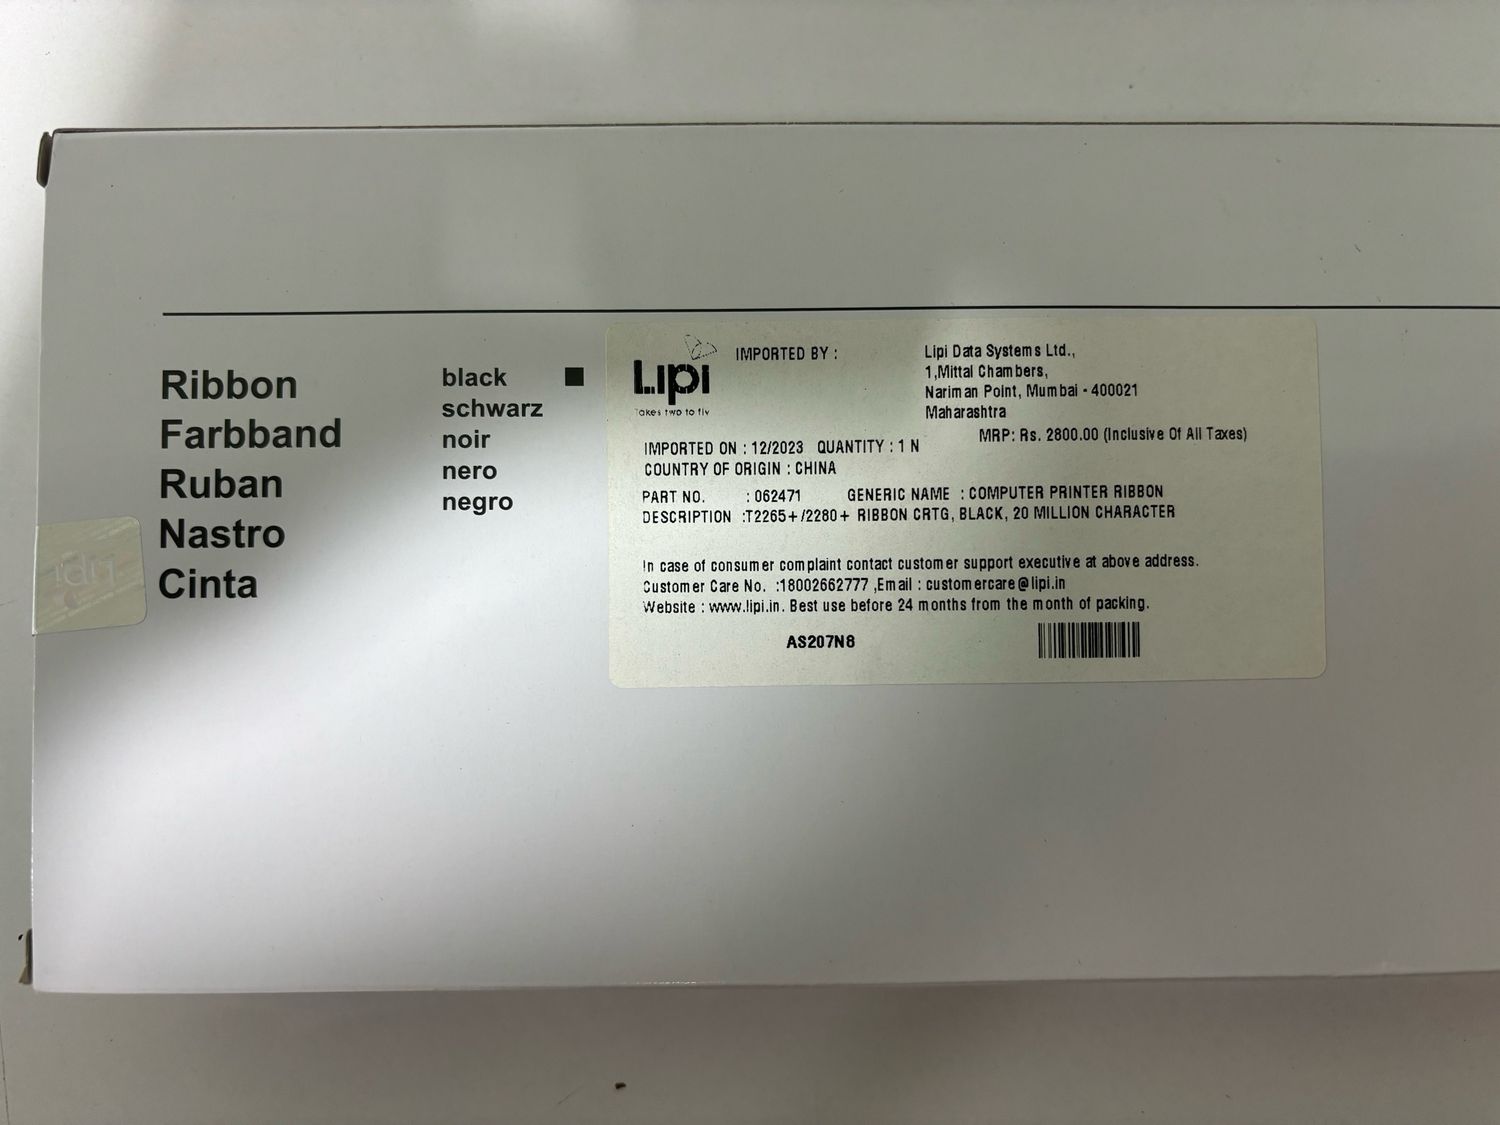 Ribbon
Farbband
Ruban
Nastro
Cinta
black
schwarz
noir
nero
negro
Lipi
Takes two to fly
IMPORTED BY :
Lipi Data Systems Ltd.,
1,Mittal Chambers,
Nariman Point, Mumbai - 400021
Maharashtra
MRP: Rs. 2800.00 (Inclusive Of All Taxes)
IMPORTED ON : 12/2023 QUANTITY : 1 N
COUNTRY OF ORIGIN : CHINA
PART NO. : 062471 GENERIC NAME : COMPUTER PRINTER RIBBON
DESCRIPTION :T2265+/2280+ RIBBON CRTG, BLACK, 20 MILLION CHARACTER
In case of consumer complaint contact customer support executive at above address.
Customer Care No. :18002662777 ,Email : customercare@lipi.in
Website : www.lipi.in. Best use before 24 months from the month of packing.
AS207N8